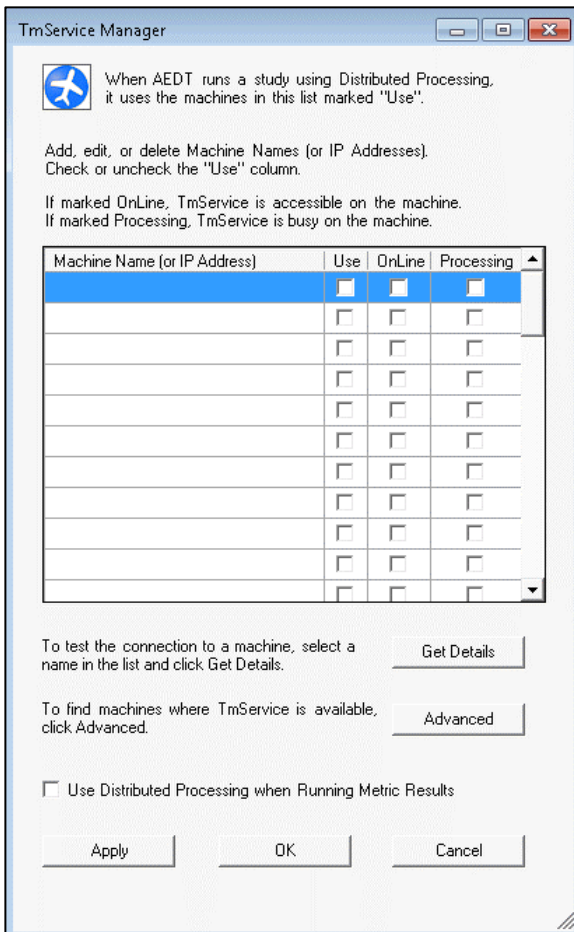 TmService Manager
When AEDT runs a study using Distributed Processing,
it uses the machines in this list marked "Use".
Add, edit, or delete Machine Names (or IP Addresses).
Check or uncheck the "Use" column.
If marked OnLine, TmService is accessible on the machine.
If marked Processing, TmService is busy on the machine.
Machine Name (or IP Address) Use OnLine Processing
To test the connection to a machine, select a
name in the list and click Get Details.
Get Details
To find machines where TmService is available,
click Advanced.
Advanced
Use Distributed Processing when Running Metric Results
Apply OK Cancel